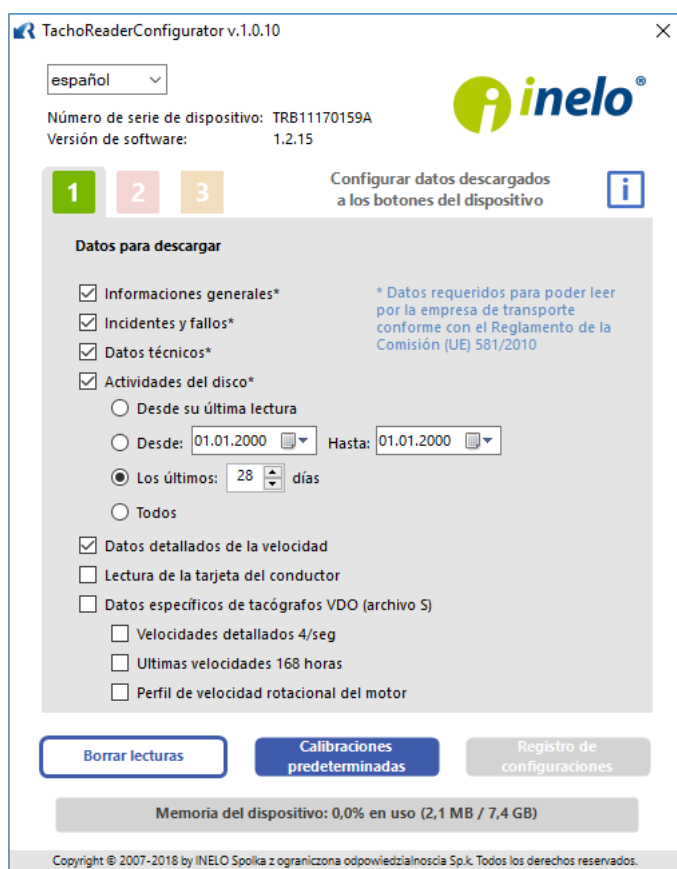 TachoReaderConfigurator v.1.0.10
español
inelo®
Número de serie de dispositivo: TRB11170159A
Versión de software: 1.2.15
1 2 3
Configurar datos descargados
a los botones del dispositivo
i
Datos para descargar
Informaciones generales*
Incidentes y fallos*
Datos técnicos*
* Datos requeridos para poder leer
por la empresa de transporte
conforme con el Reglamento de la
Comisión (UE) 581/2010
Actividades del disco*
Desde su última lectura
Desde: 01.01.2000 Hasta: 01.01.2000
Los últimos: 28 días
Todos
Datos detallados de la velocidad
Lectura de la tarjeta del conductor
Datos específicos de tacógrafos VDO (archivo S)
Velocidades detallados 4/seg
Ultimas velocidades 168 horas
Perfil de velocidad rotacional del motor
Borrar lecturas
Calibraciones
predeterminadas
Registro de
configuraciones
Memoria del dispositivo: 0,0% en uso (2,1 MB / 7,4 GB)
Copyright © 2007-2018 by INELO Spolka z ograniczona odpowiedzialnoscia Sp.k. Todos los derechos reservados.